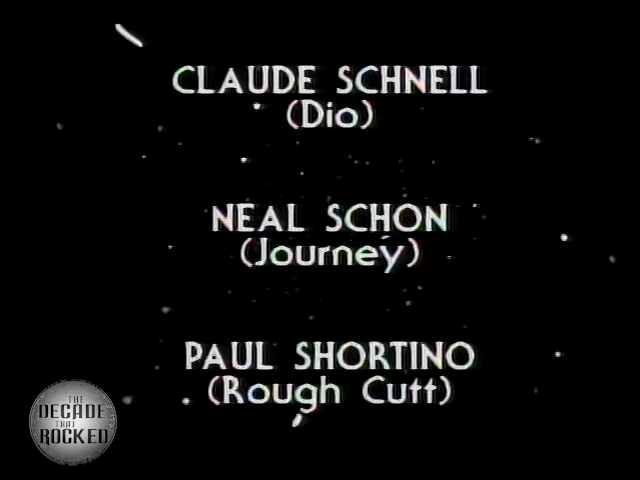 CLAUDE SCHNELL
(Dio)
NEAL SCHON
(Journey)
PAUL SHORTINO
(Rough Cutt)
THE
DECADE
THAT
ROCKED